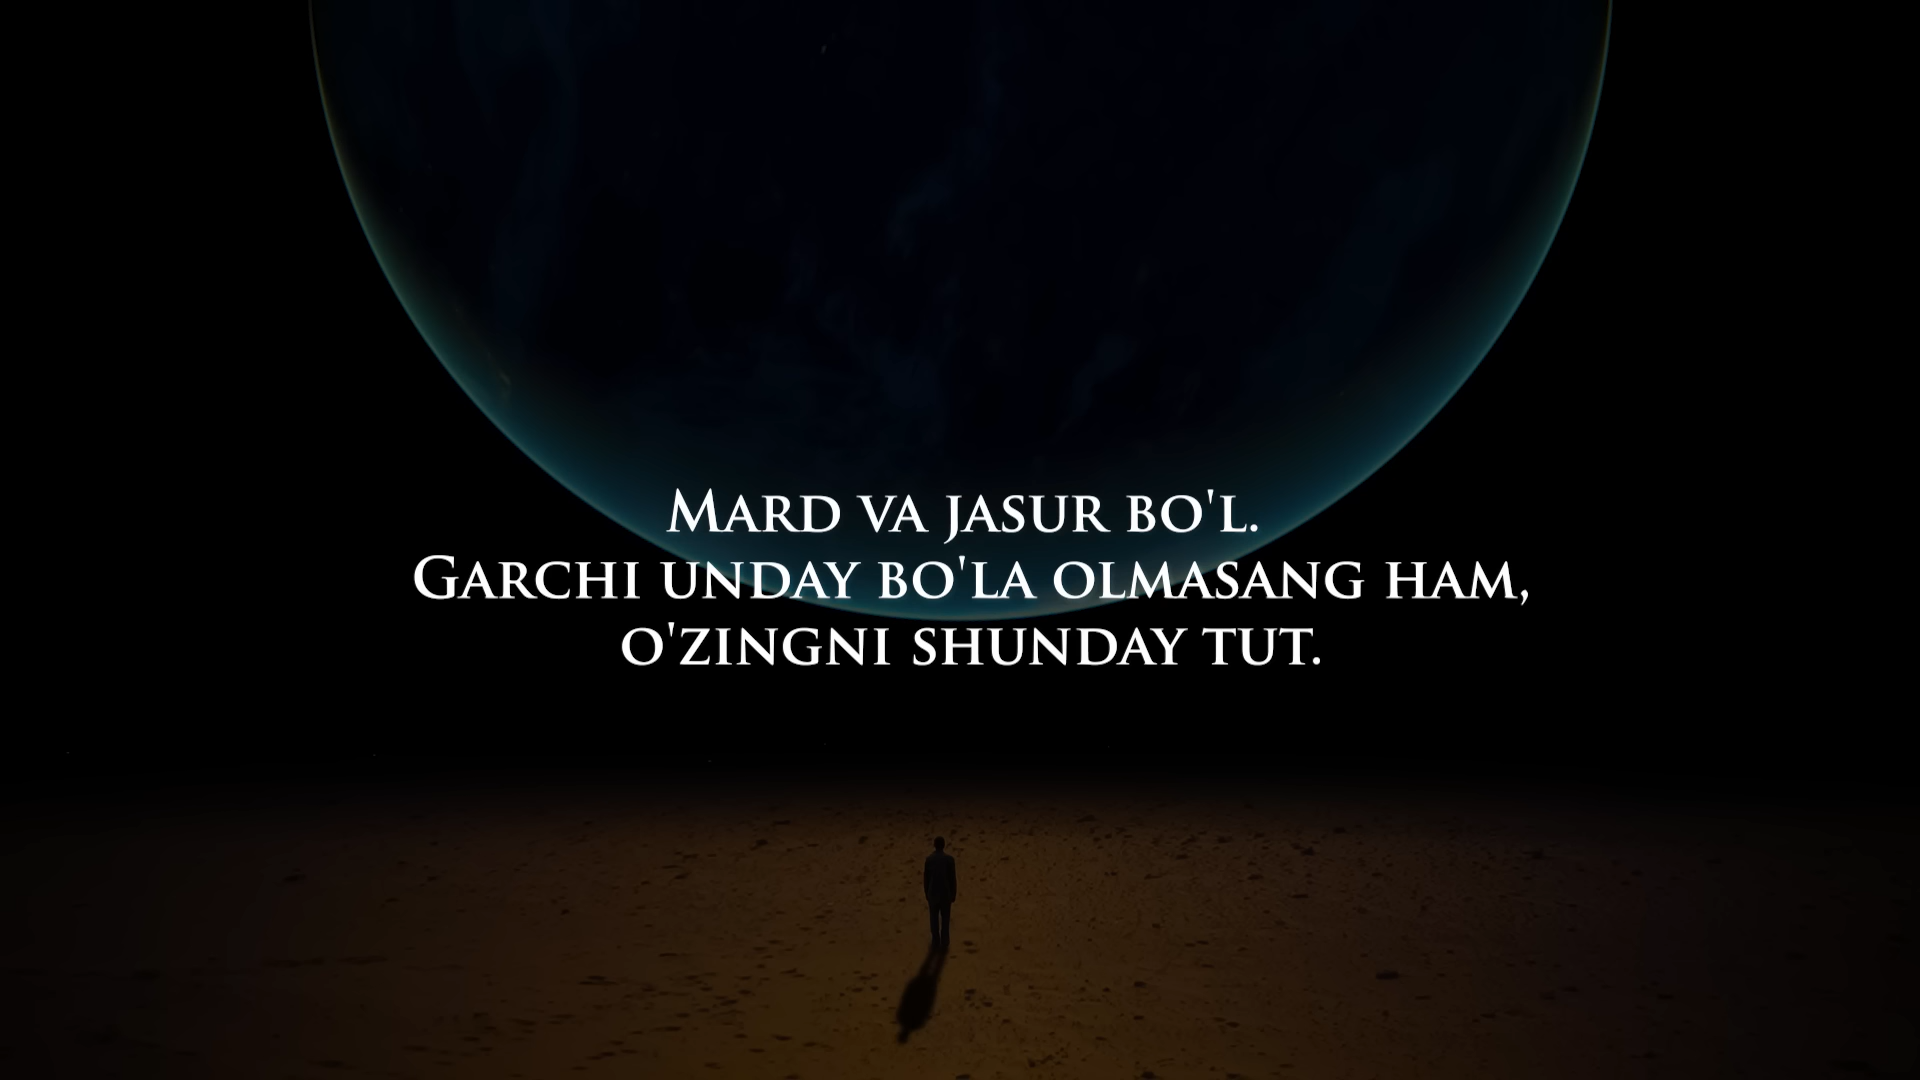 Mard va jasur bo'l.
Garchi unday bo'la olmasang ham,
o'zingni shunday tut.